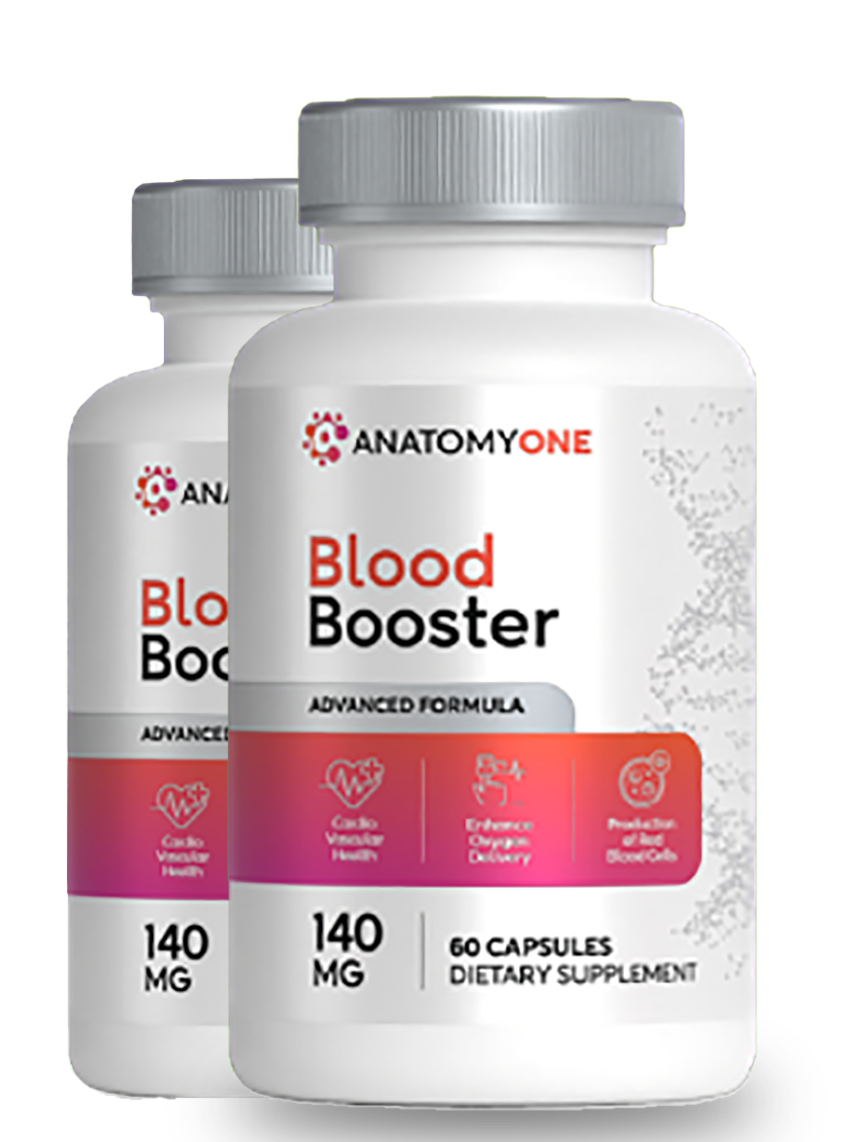 ANATOMYONE
Blood
Booster
ADVANCED FORMULA
Cardio
Vascular
Health
Enhance
Oxygen
Delivery
Production
of Red
Blood Cells
140
MG
60 CAPSULES
DIETARY SUPPLEMENT
ANA
Blo
Boo
ADVANCED
Cardio
Vascular
Health
140
MG